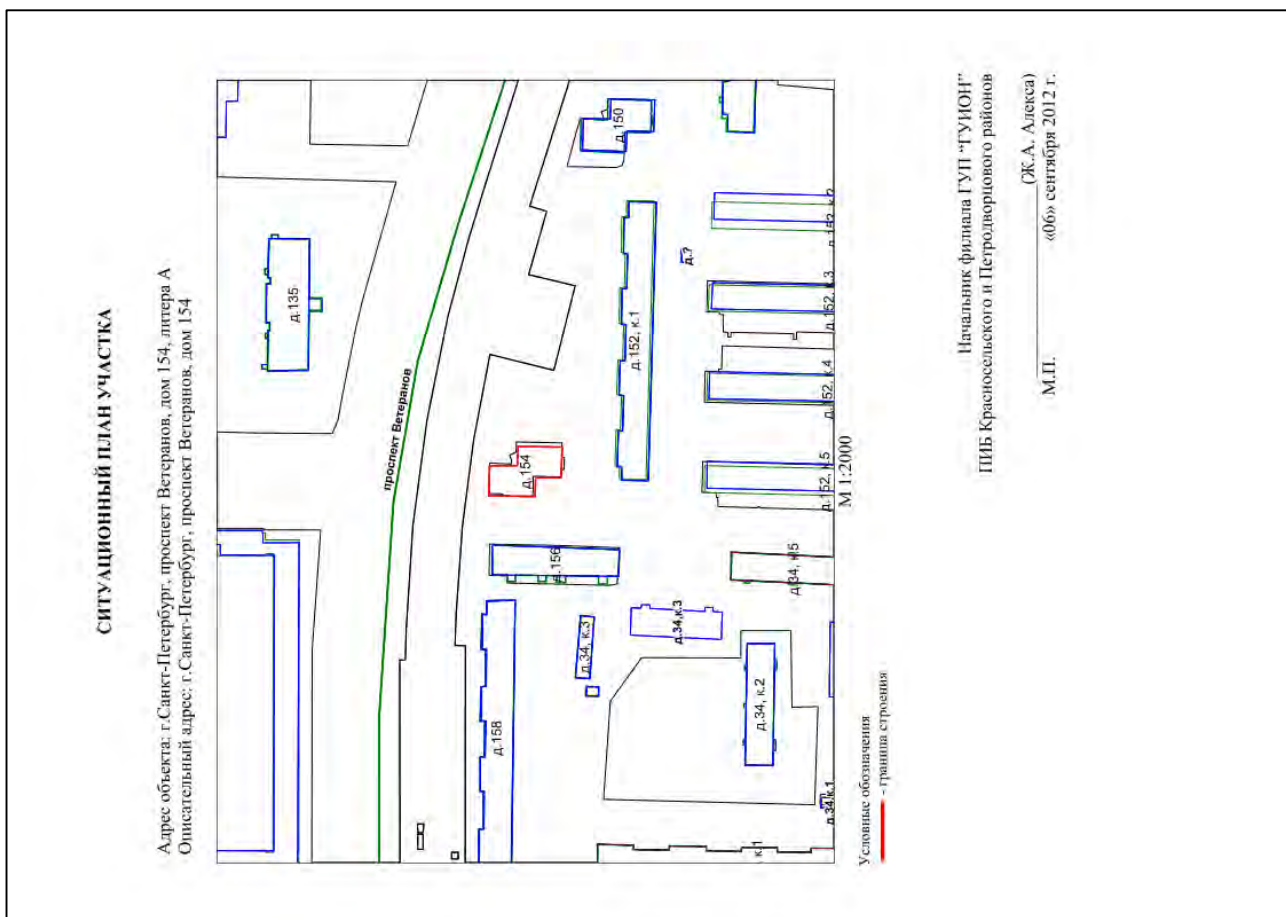 СИТУАЦИОННЫЙ ПЛАН УЧАСТКА
Адрес объекта: г.Санкт-Петербург, проспект Ветеранов, дом 154, литера А
Описательный адрес: г.Санкт-Петербург, проспект Ветеранов, дом 154
д.135
проспект Ветеранов
д.150
д.154
д.156
д.158
д.152, к.1
д.?
д.152, к.2
д.152, к.3
д.152, к.4
д.152, к.5
д.34, к.5
д.34, к.3
д.34,к.3
д.34, к.2
д.34,к.1
к.1
М 1:2000
Условные обозначения
- граница строения
Начальник филиала ГУП "ГУИОН"
ПИБ Красносельского и Петродворцового районов
(Ж.А. Алекса)
М.П. «06» сентября 2012 г.